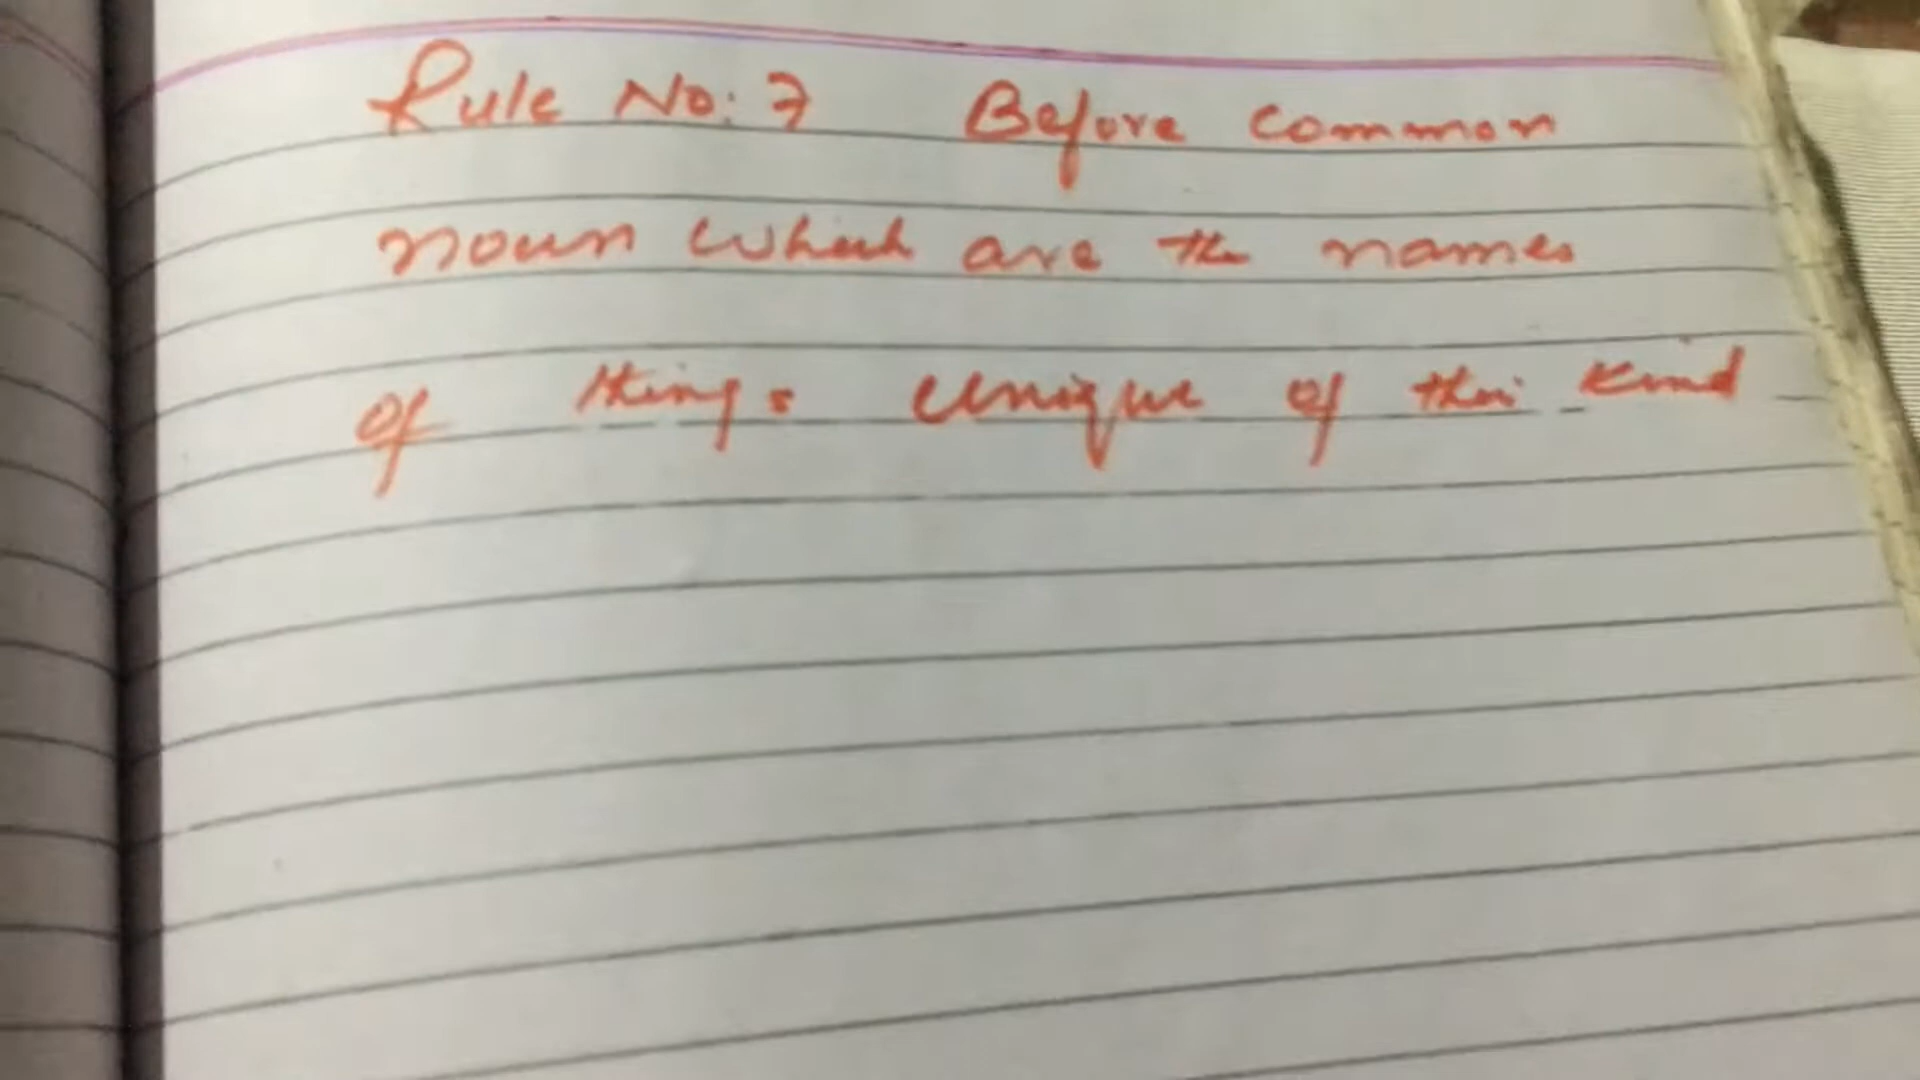 Rule No: 7 Before common
noun which are the names
of things unique of their kind